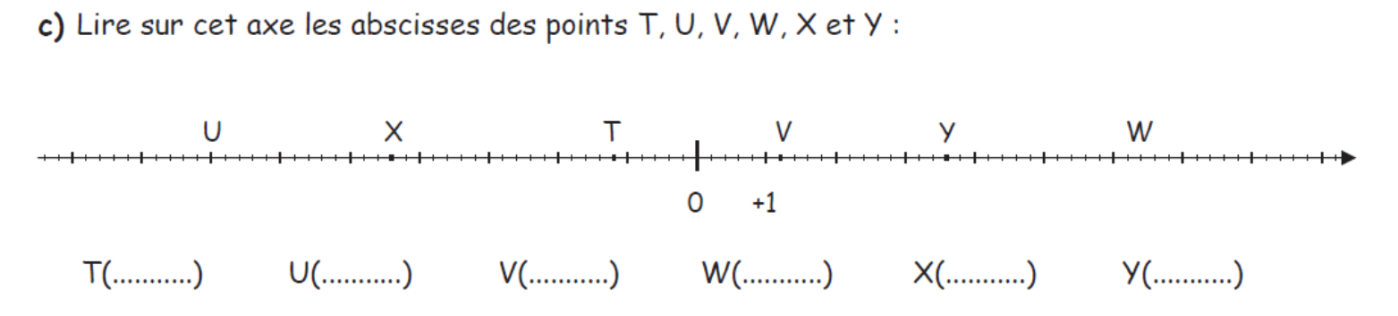 c) Lire sur cet axe les abscisses des points T, U, V, W, X et Y :
U X T V Y W
0 +1
T(...........) U(...........) V(...........) W(...........) X(...........) Y(...........)